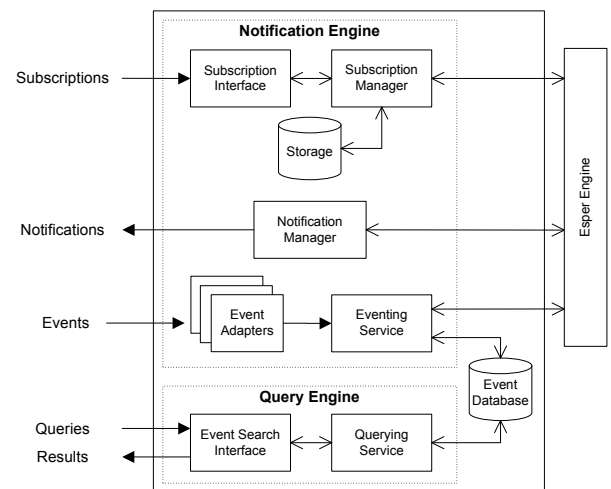 Notification Engine
Subscriptions
Subscription
Interface
Subscription
Manager
Storage
Esper Engine
Notifications
Notification
Manager
Events
Event
Adapters
Eventing
Service
Event
Database
Query Engine
Queries
Results
Event Search
Interface
Querying
Service